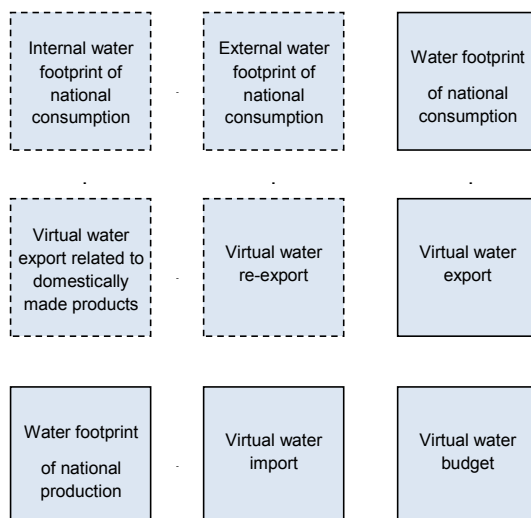 Internal water
footprint of
national
consumption
External water
footprint of
national
consumption
Water footprint
of national
consumption
Virtual water
export related to
domestically
made products
Virtual water
re-export
Virtual water
export
Water footprint
of national
production
Virtual water
import
Virtual water
budget